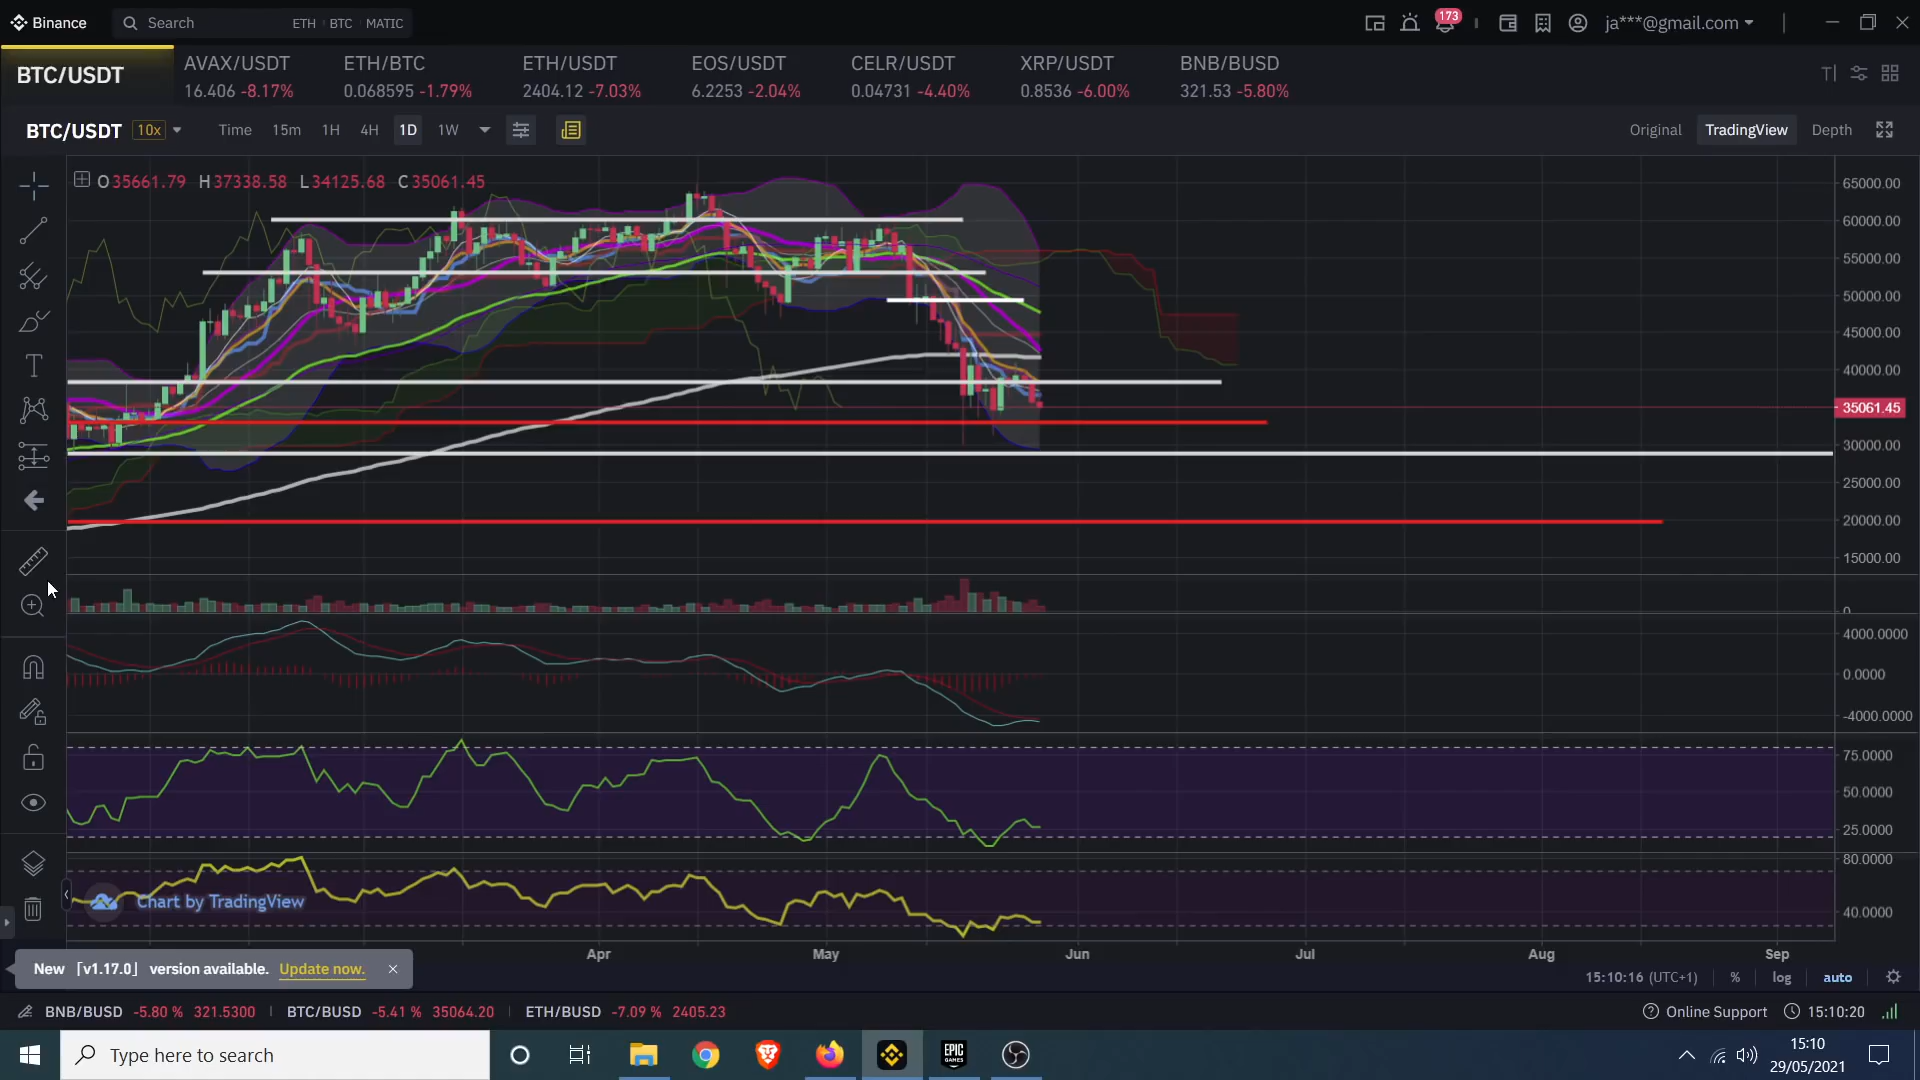 Binance
Search ETH BTC MATIC
173
ja***@gmail.com
BTC/USDT
AVAX/USDT
16.406 -8.17%
ETH/BTC
0.068595 -1.79%
ETH/USDT
2404.12 -7.03%
EOS/USDT
6.2253 -2.04%
CELR/USDT
0.04731 -4.40%
XRP/USDT
0.8536 -6.00%
BNB/BUSD
321.53 -5.80%
BTC/USDT 10x Time 15m 1H 4H 1D 1W
Original TradingView Depth
O35661.79 H37338.58 L34125.68 C35061.45
65000.00
60000.00
55000.00
50000.00
45000.00
40000.00
35061.45
30000.00
25000.00
20000.00
15000.00
0
4000.0000
0.0000
-4000.0000
75.0000
50.0000
25.0000
80.0000
40.0000
Chart by TradingView
Apr May Jun Jul Aug Sep
New 「v1.17.0」 version available. Update now.
15:10:16 (UTC+1) % log auto
BNB/BUSD -5.80 % 321.5300 BTC/BUSD -5.41 % 35064.20 ETH/BUSD -7.09 % 2405.23
Online Support 15:10:20
Type here to search
EPIC
GAMES
15:10
29/05/2021